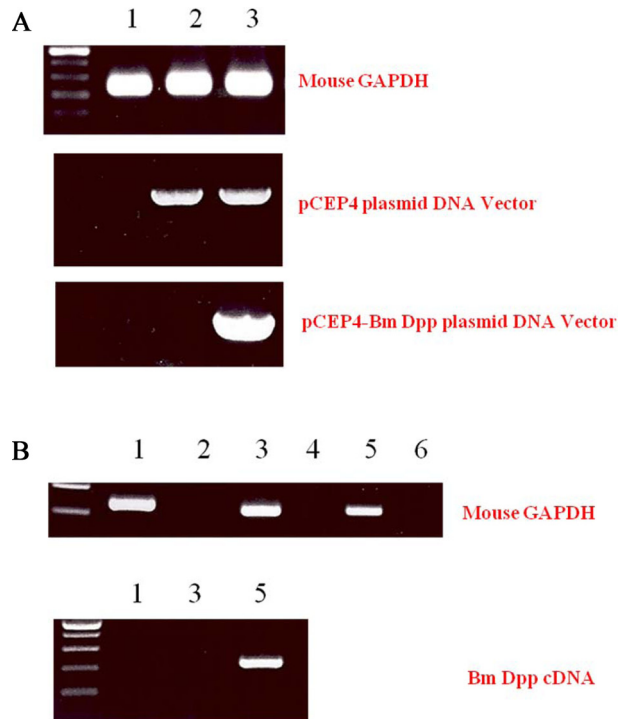 A
1 2 3
Mouse GAPDH
pCEP4 plasmid DNA Vector
pCEP4-Bm Dpp plasmid DNA Vector
B
1 2 3 4 5 6
Mouse GAPDH
1 3 5
Bm Dpp cDNA